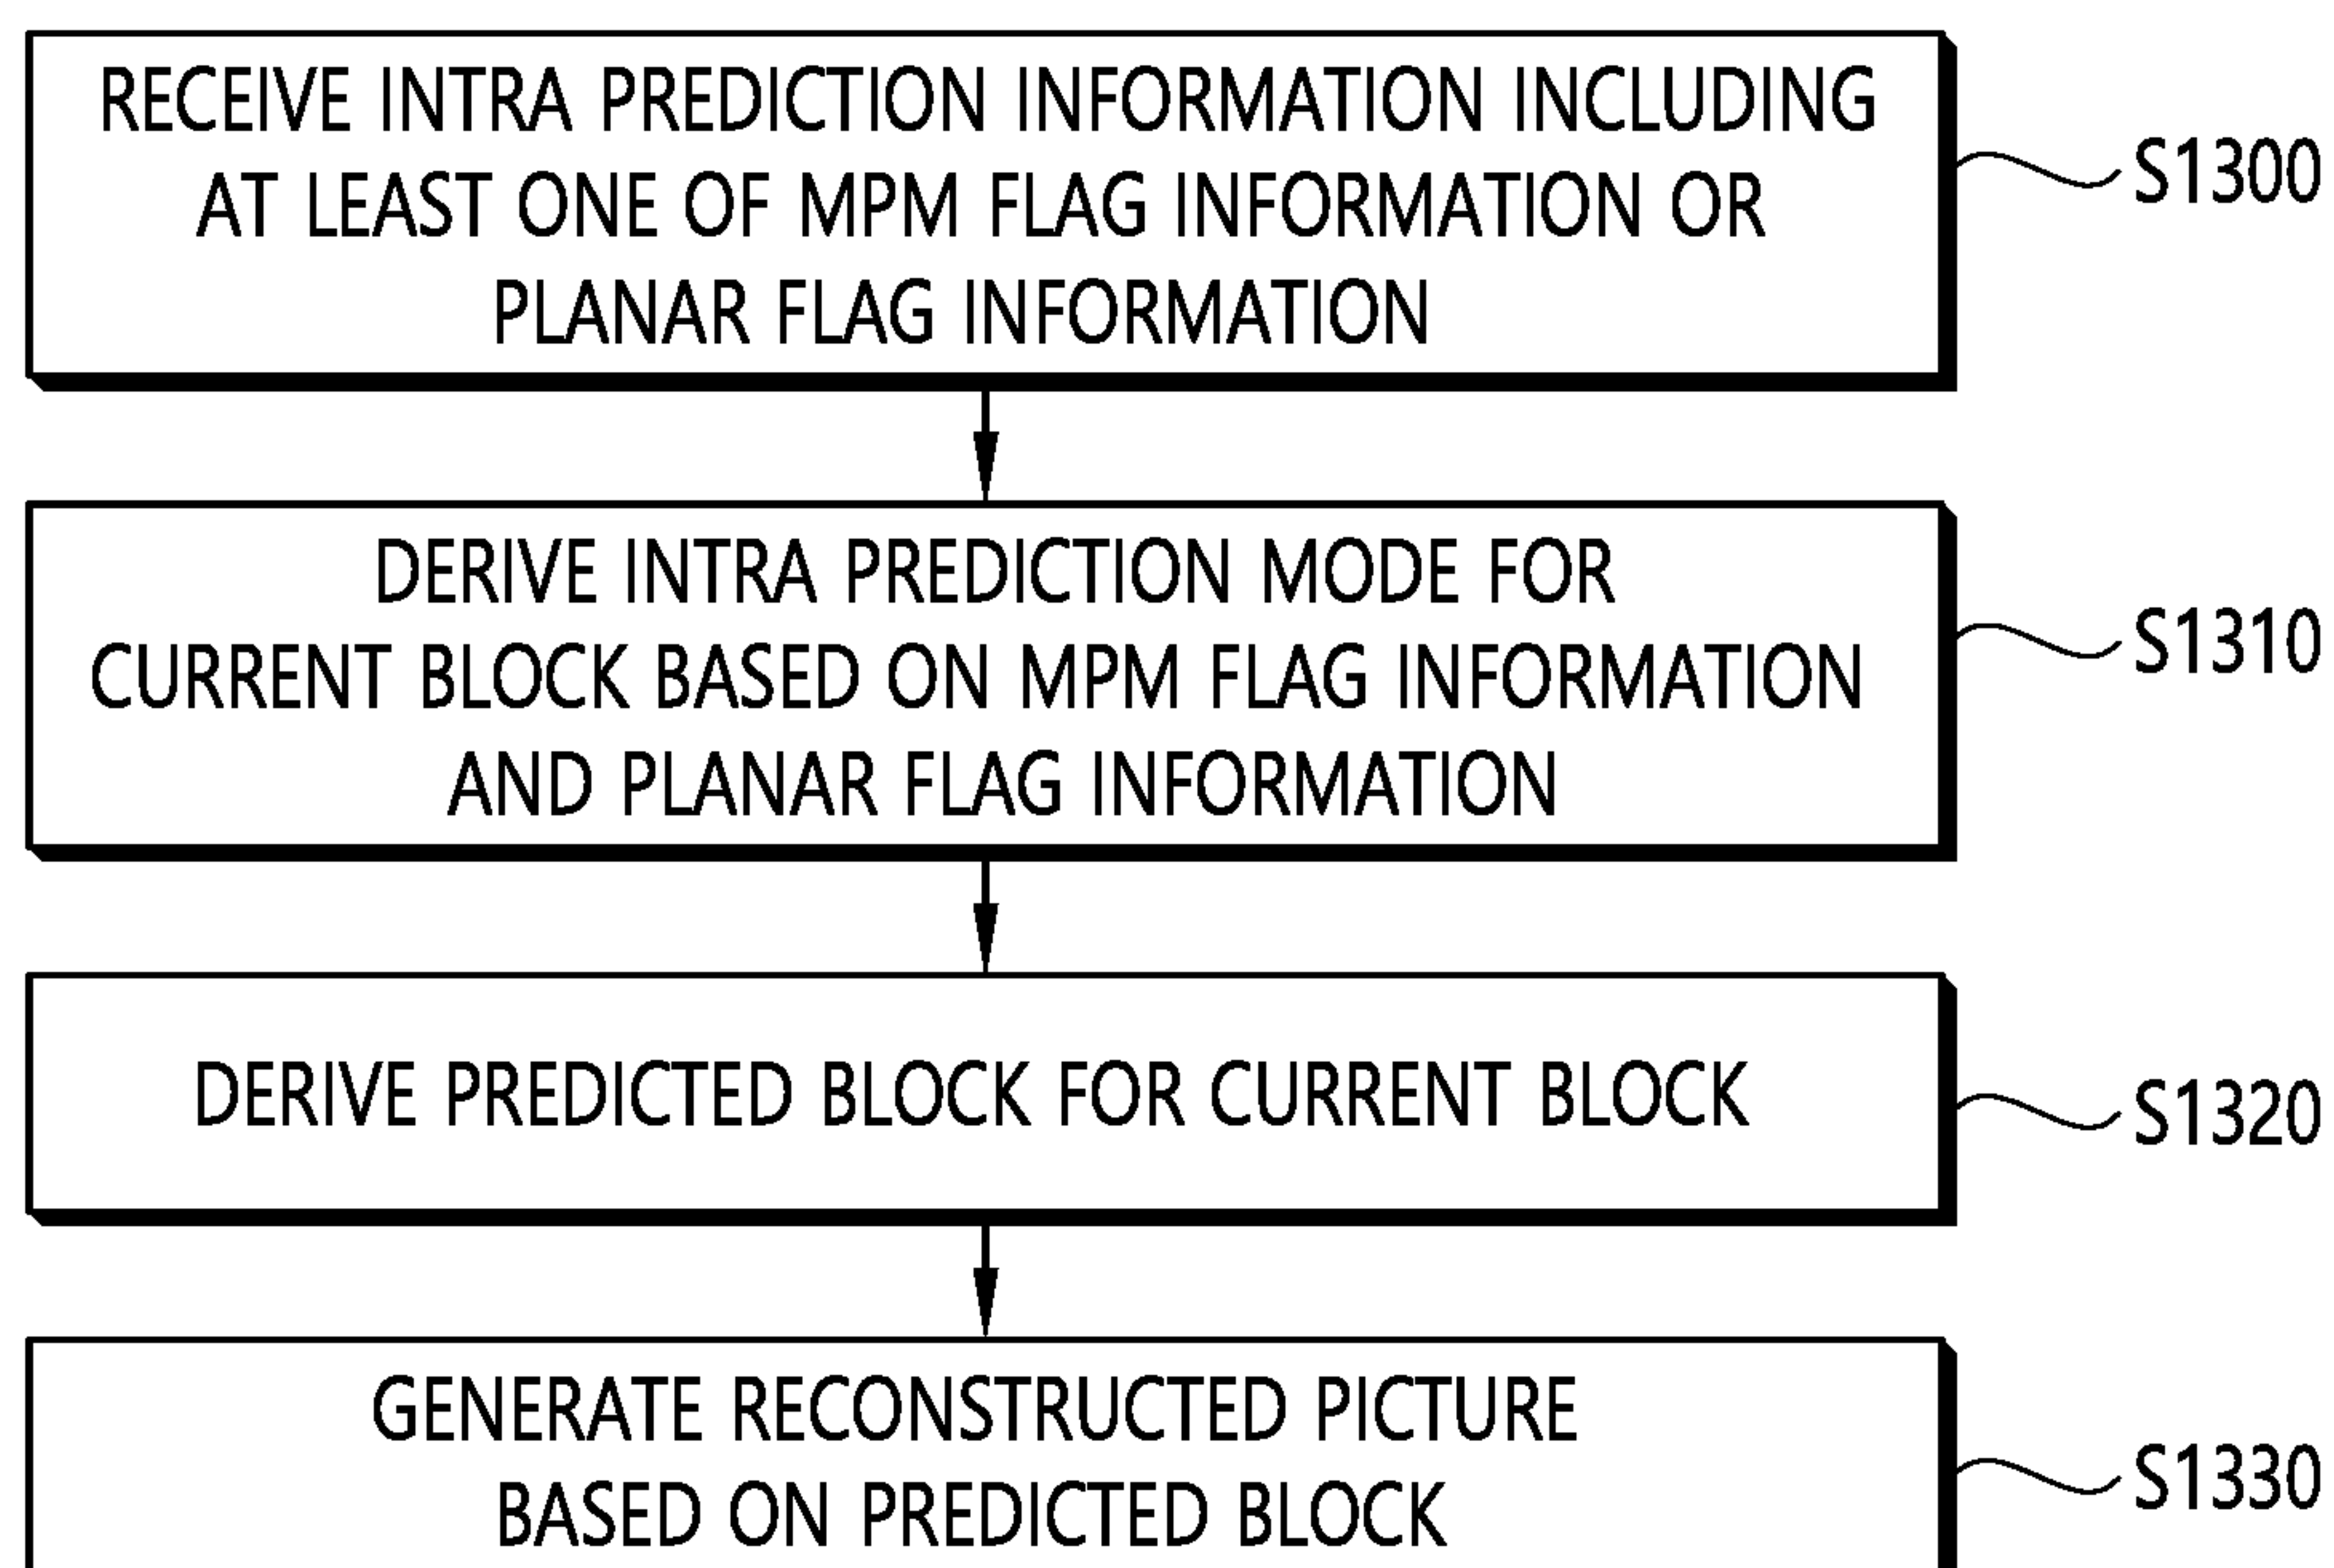 RECEIVE INTRA PREDICTION INFORMATION INCLUDING
AT LEAST ONE OF MPM FLAG INFORMATION OR
PLANAR FLAG INFORMATION
S1300
DERIVE INTRA PREDICTION MODE FOR
CURRENT BLOCK BASED ON MPM FLAG INFORMATION
AND PLANAR FLAG INFORMATION
S1310
DERIVE PREDICTED BLOCK FOR CURRENT BLOCK
S1320
GENERATE RECONSTRUCTED PICTURE
BASED ON PREDICTED BLOCK
S1330